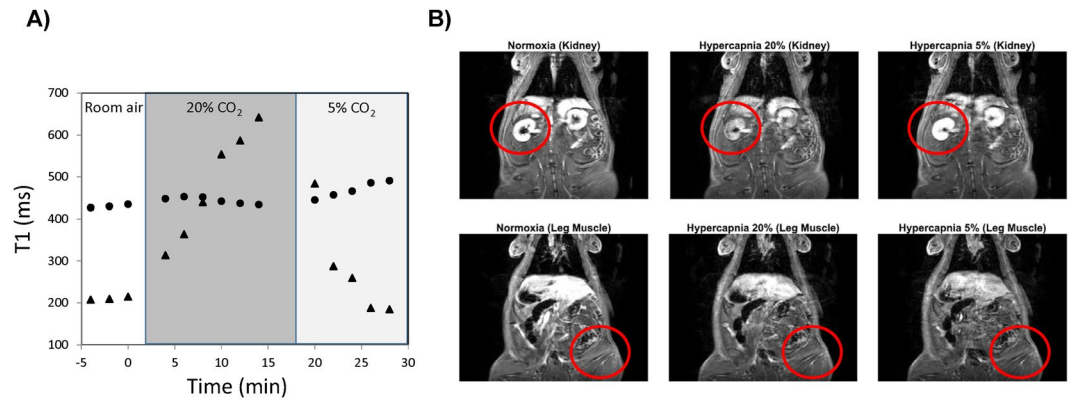 A)
B)
Normoxia (Kidney)
Hypercapnia 20% (Kidney)
Hypercapnia 5% (Kidney)
700
Room air
20% CO₂
5% CO₂
600
500
400
300
200
100
T1 (ms)
-5
0
5
10
15
20
25
30
Time (min)
Normoxia (Leg Muscle)
Hypercapnia 20% (Leg Muscle)
Hypercapnia 5% (Leg Muscle)